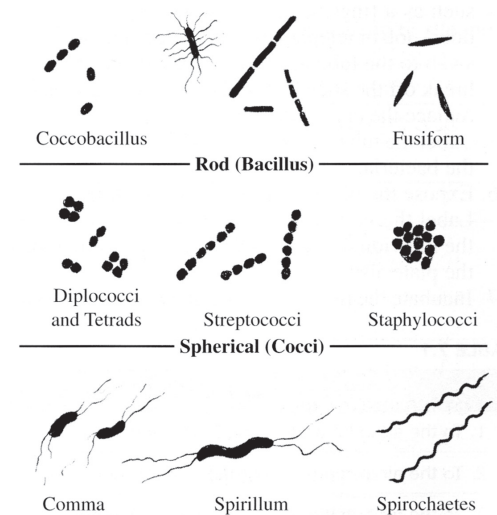 Coccobacillus
Fusiform
Rod (Bacillus)
Diplococci
and Tetrads
Streptococci
Staphylococci
Spherical (Cocci)
Comma
Spirillum
Spirochaetes